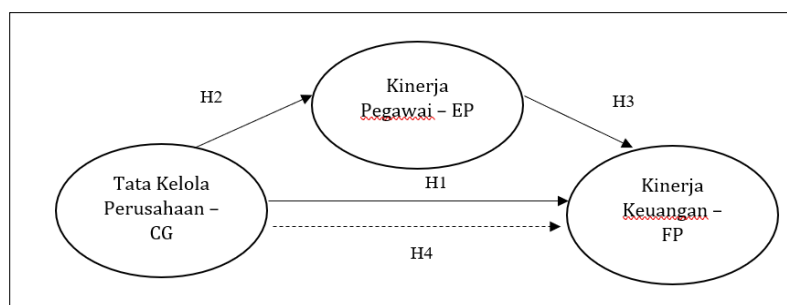 H2
Kinerja
Pegawai – EP
H3
Tata Kelola
Perusahaan –
CG
H1
Kinerja
Keuangan –
FP
H4